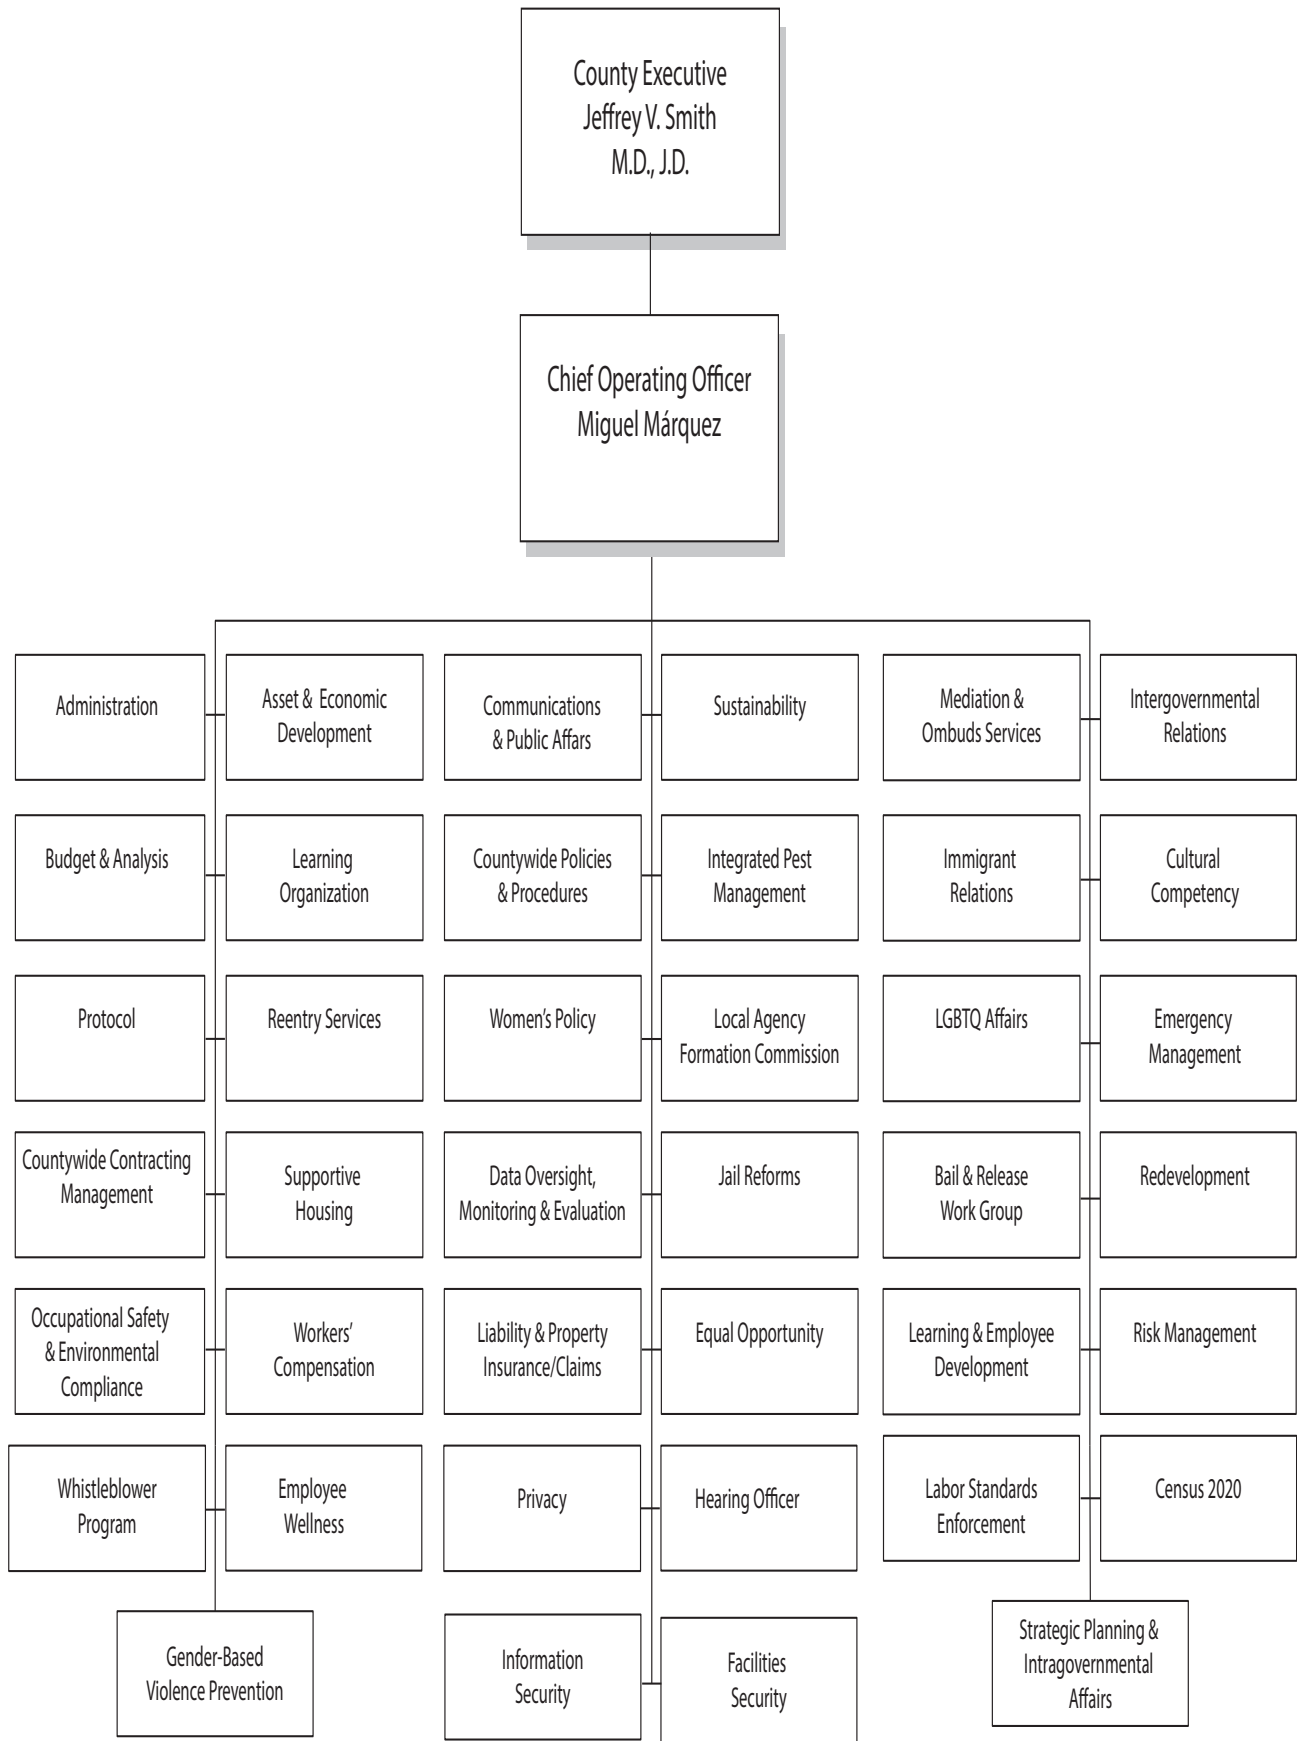 County Executive
Jeffrey V. Smith
M.D., J.D.
Chief Operating Officer
Miguel Márquez
Administration
Asset & Economic
Development
Communications
& Public Affars
Sustainability
Mediation &
Ombuds Services
Intergovernmental
Relations
Budget & Analysis
Learning
Organization
Countywide Policies
& Procedures
Integrated Pest
Management
Immigrant
Relations
Cultural
Competency
Protocol
Reentry Services
Women's Policy
Local Agency
Formation Commission
LGBTQ Affairs
Emergency
Management
Countywide Contracting
Management
Supportive
Housing
Data Oversight,
Monitoring & Evaluation
Jail Reforms
Bail & Release
Work Group
Redevelopment
Occupational Safety
& Environmental
Compliance
Workers'
Compensation
Liability & Property
Insurance/Claims
Equal Opportunity
Learning & Employee
Development
Risk Management
Whistleblower
Program
Employee
Wellness
Privacy
Hearing Officer
Labor Standards
Enforcement
Census 2020
Gender-Based
Violence Prevention
Information
Security
Facilities
Security
Strategic Planning &
Intragovernmental
Affairs